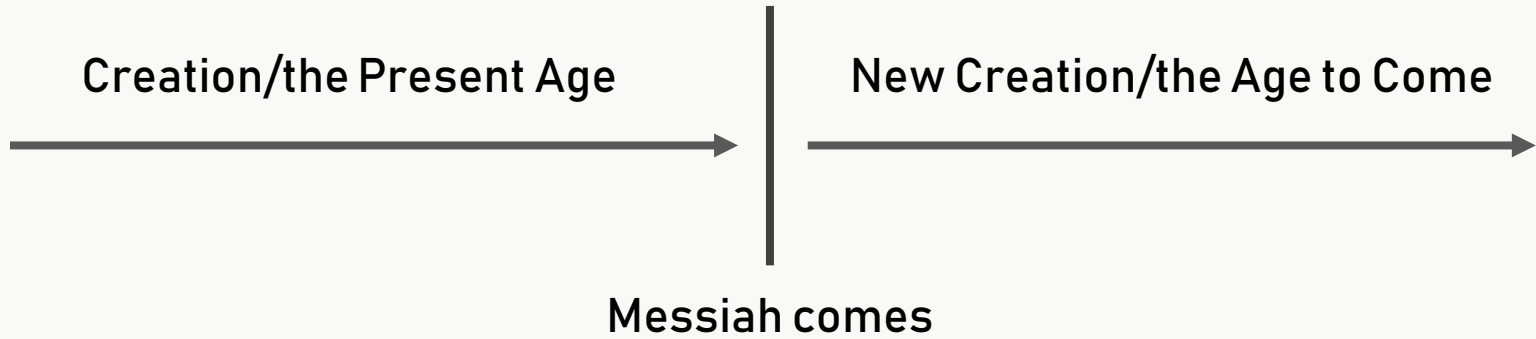 Creation/the Present Age
New Creation/the Age to Come
Messiah comes